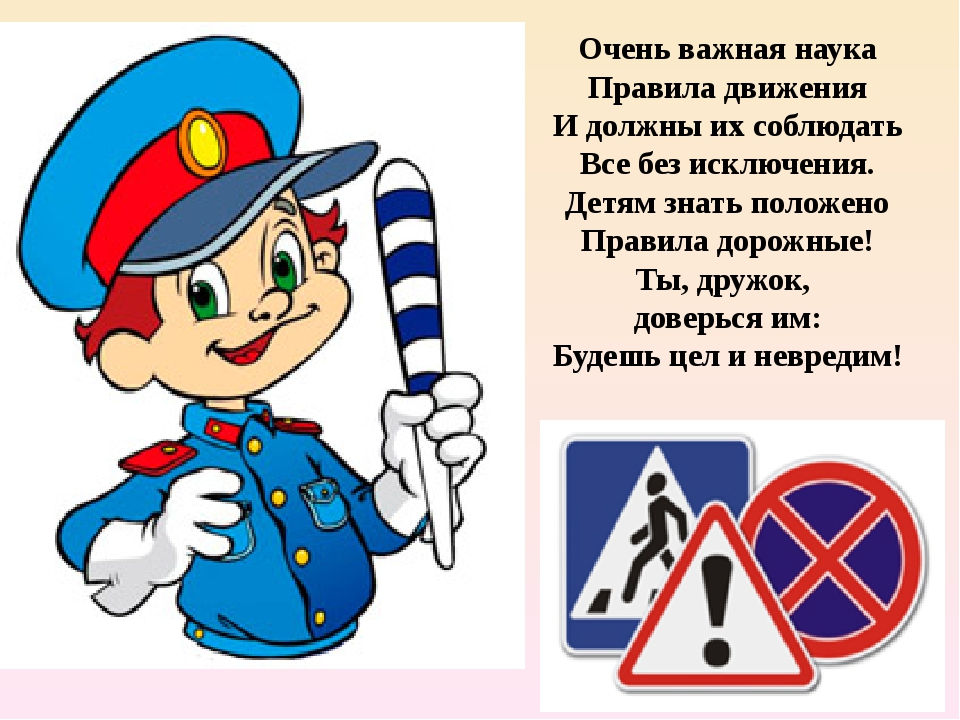 Очень важная наука
Правила движения
И должны их соблюдать
Все без исключения.
Детям знать положено
Правила дорожные!
Ты, дружок,
доверься им:
Будешь цел и невредим!
!